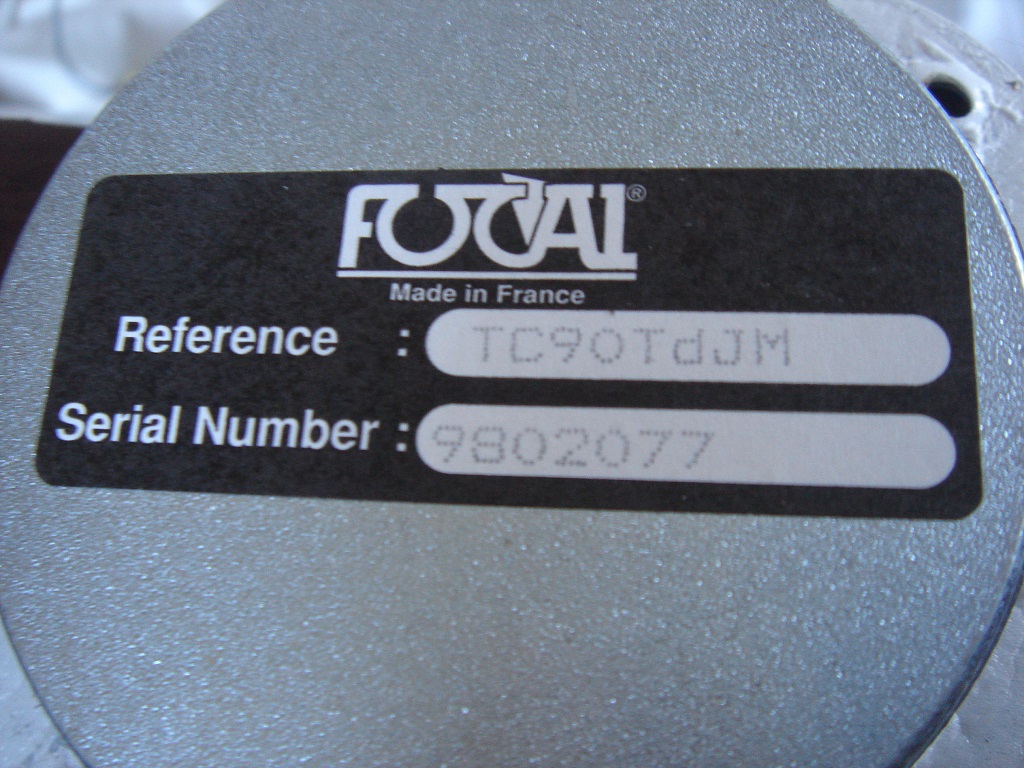 FOCAL®
Made in France
Reference : TC90TdJM
Serial Number : 9802077